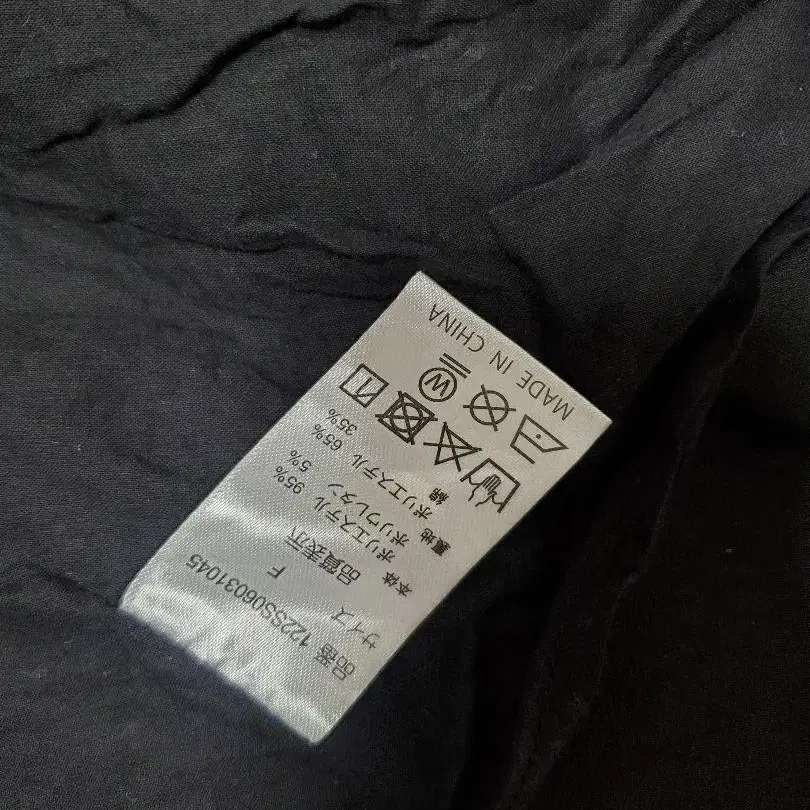 品番 122SS06031045
サイズ F
品質表示
本体 ポリエステル 95%
ポリウレタン 5%
裏地 ポリエステル 65%
綿 35%
W
MADE IN CHINA